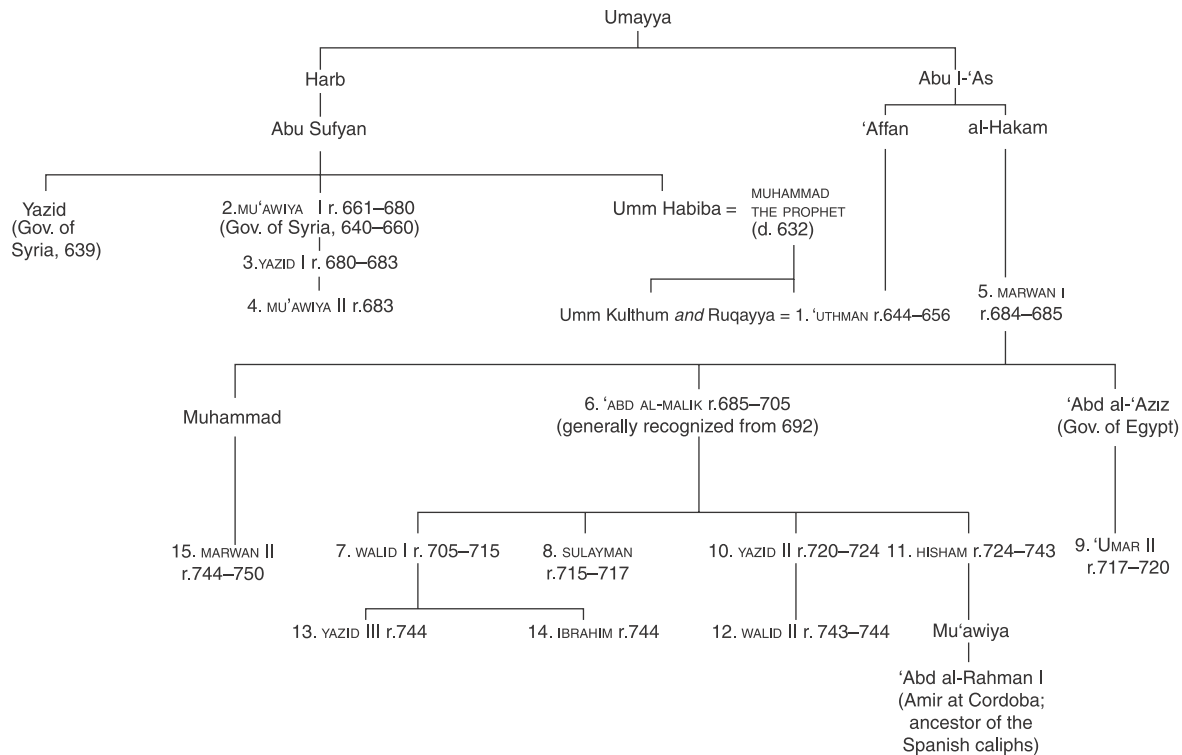 Umayya
Harb
Abu l-‘As
Abu Sufyan
‘Affan
al-Hakam
Yazid
(Gov. of
Syria, 639)
2.MU‘AWIYA I r. 661–680
(Gov. of Syria, 640–660)
3.YAZID I r. 680–683
4. MU’AWIYA II r.683
Umm Habiba =
MUHAMMAD
THE PROPHET
(d. 632)
Umm Kulthum and Ruqayya = 1. ‘UTHMAN r.644–656
5. MARWAN I
r.684–685
Muhammad
6. ‘ABD AL-MALIK r.685–705
(generally recognized from 692)
‘Abd al-‘Azız
(Gov. of Egypt)
15. MARWAN II
r.744–750
7. WALID I r. 705–715
8. SULAYMAN
r.715–717
10. YAZID II r.720–724
11. HISHAM r.724–743
9. ‘UMAR II
r.717–720
13. YAZID III r.744
14. IBRAHIM r.744
12. WALID II r. 743–744
Mu‘awiya
‘Abd al-Rahman I
(Amir at Cordoba;
ancestor of the
Spanish caliphs)